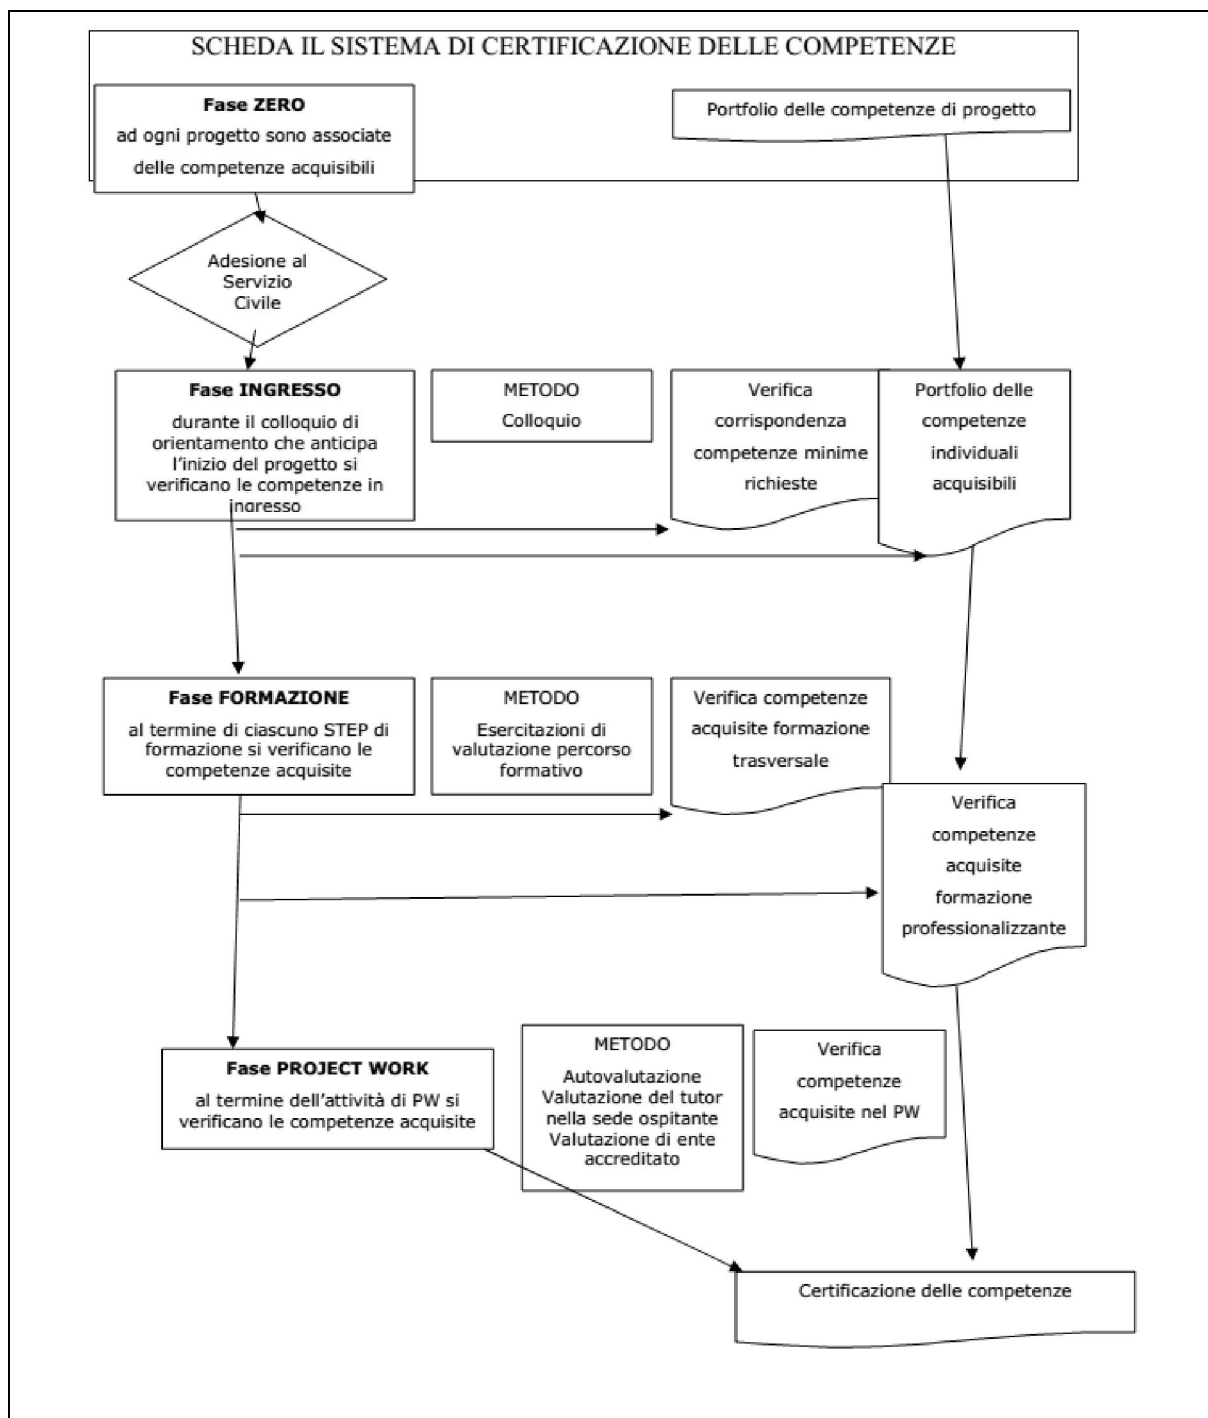 SCHEDA IL SISTEMA DI CERTIFICAZIONE DELLE COMPETENZE
Fase ZERO
ad ogni progetto sono associate
delle competenze acquisibili
Portfolio delle competenze di progetto
Adesione al
Servizio
Civile
Fase INGRESSO
durante il colloquio di
orientamento che anticipa
l'inizio del progetto si
verificano le competenze in
ingresso
METODO
Colloquio
Verifica
corrispondenza
competenze minime
richieste
Portfolio delle
competenze
individuali
acquisibili
Fase FORMAZIONE
al termine di ciascuno STEP di
formazione si verificano le
competenze acquisite
METODO
Esercitazioni di
valutazione percorso
formativo
Verifica competenze
acquisite formazione
trasversale
Verifica
competenze
acquisite
formazione
professionalizzante
Fase PROJECT WORK
al termine dell'attività di PW si
verificano le competenze acquisite
METODO
Autovalutazione
Valutazione del tutor
nella sede ospitante
Valutazione di ente
accreditato
Verifica
competenze
acquisite nel PW
Certificazione delle competenze